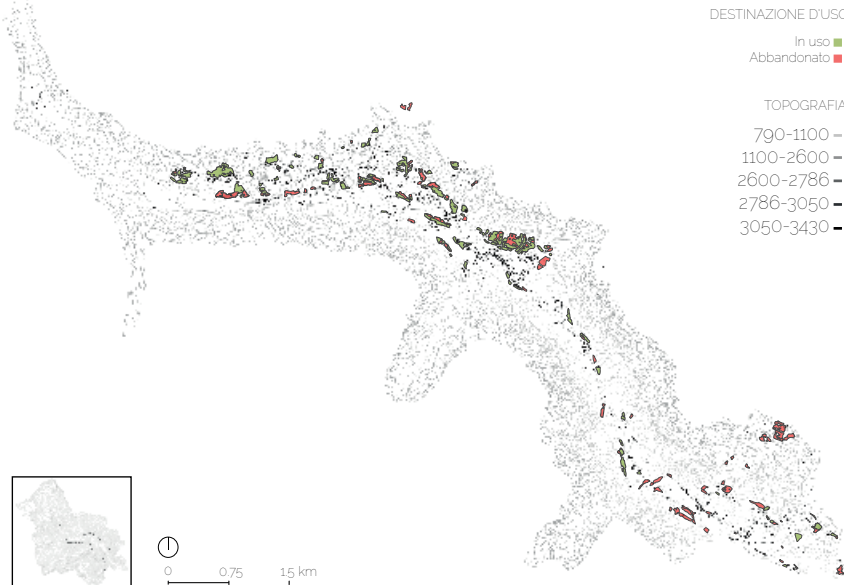 DESTINAZIONE D'USO
In uso
Abbandonato
TOPOGRAFIA
790-1100
1100-2600
2600-2786
2786-3050
3050-3430
0 0.75 1.5 km